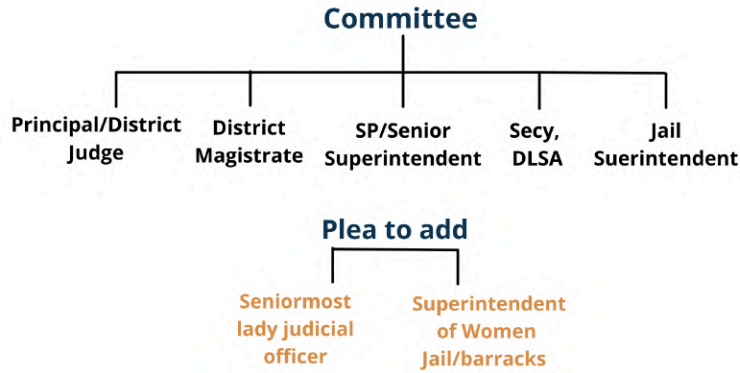 Committee
Principal/District
Judge
District
Magistrate
SP/Senior
Superintendent
Secy,
DLSA
Jail
Suerintendent
Plea to add
Seniormost
lady judicial
officer
Superintendent
of Women
Jail/barracks